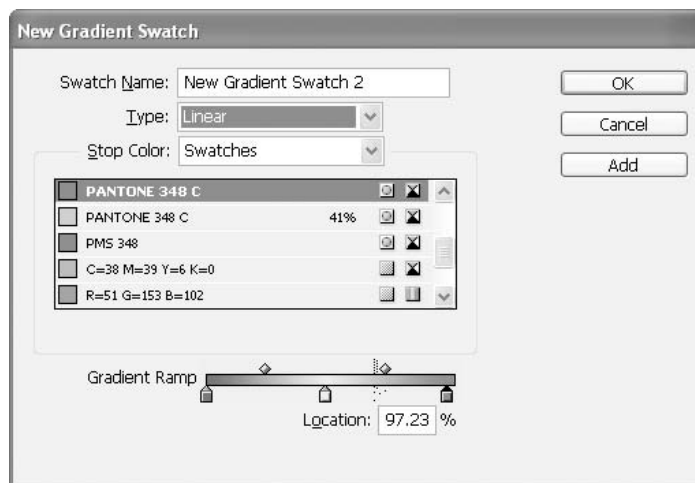 New Gradient Swatch
Swatch Name: New Gradient Swatch 2
OK
Type: Linear
Cancel
Stop Color: Swatches
Add
PANTONE 348 C
PANTONE 348 C 41%
PMS 348
C=38 M=39 Y=6 K=0
R=51 G=153 B=102
Gradient Ramp
Location: 97.23 %